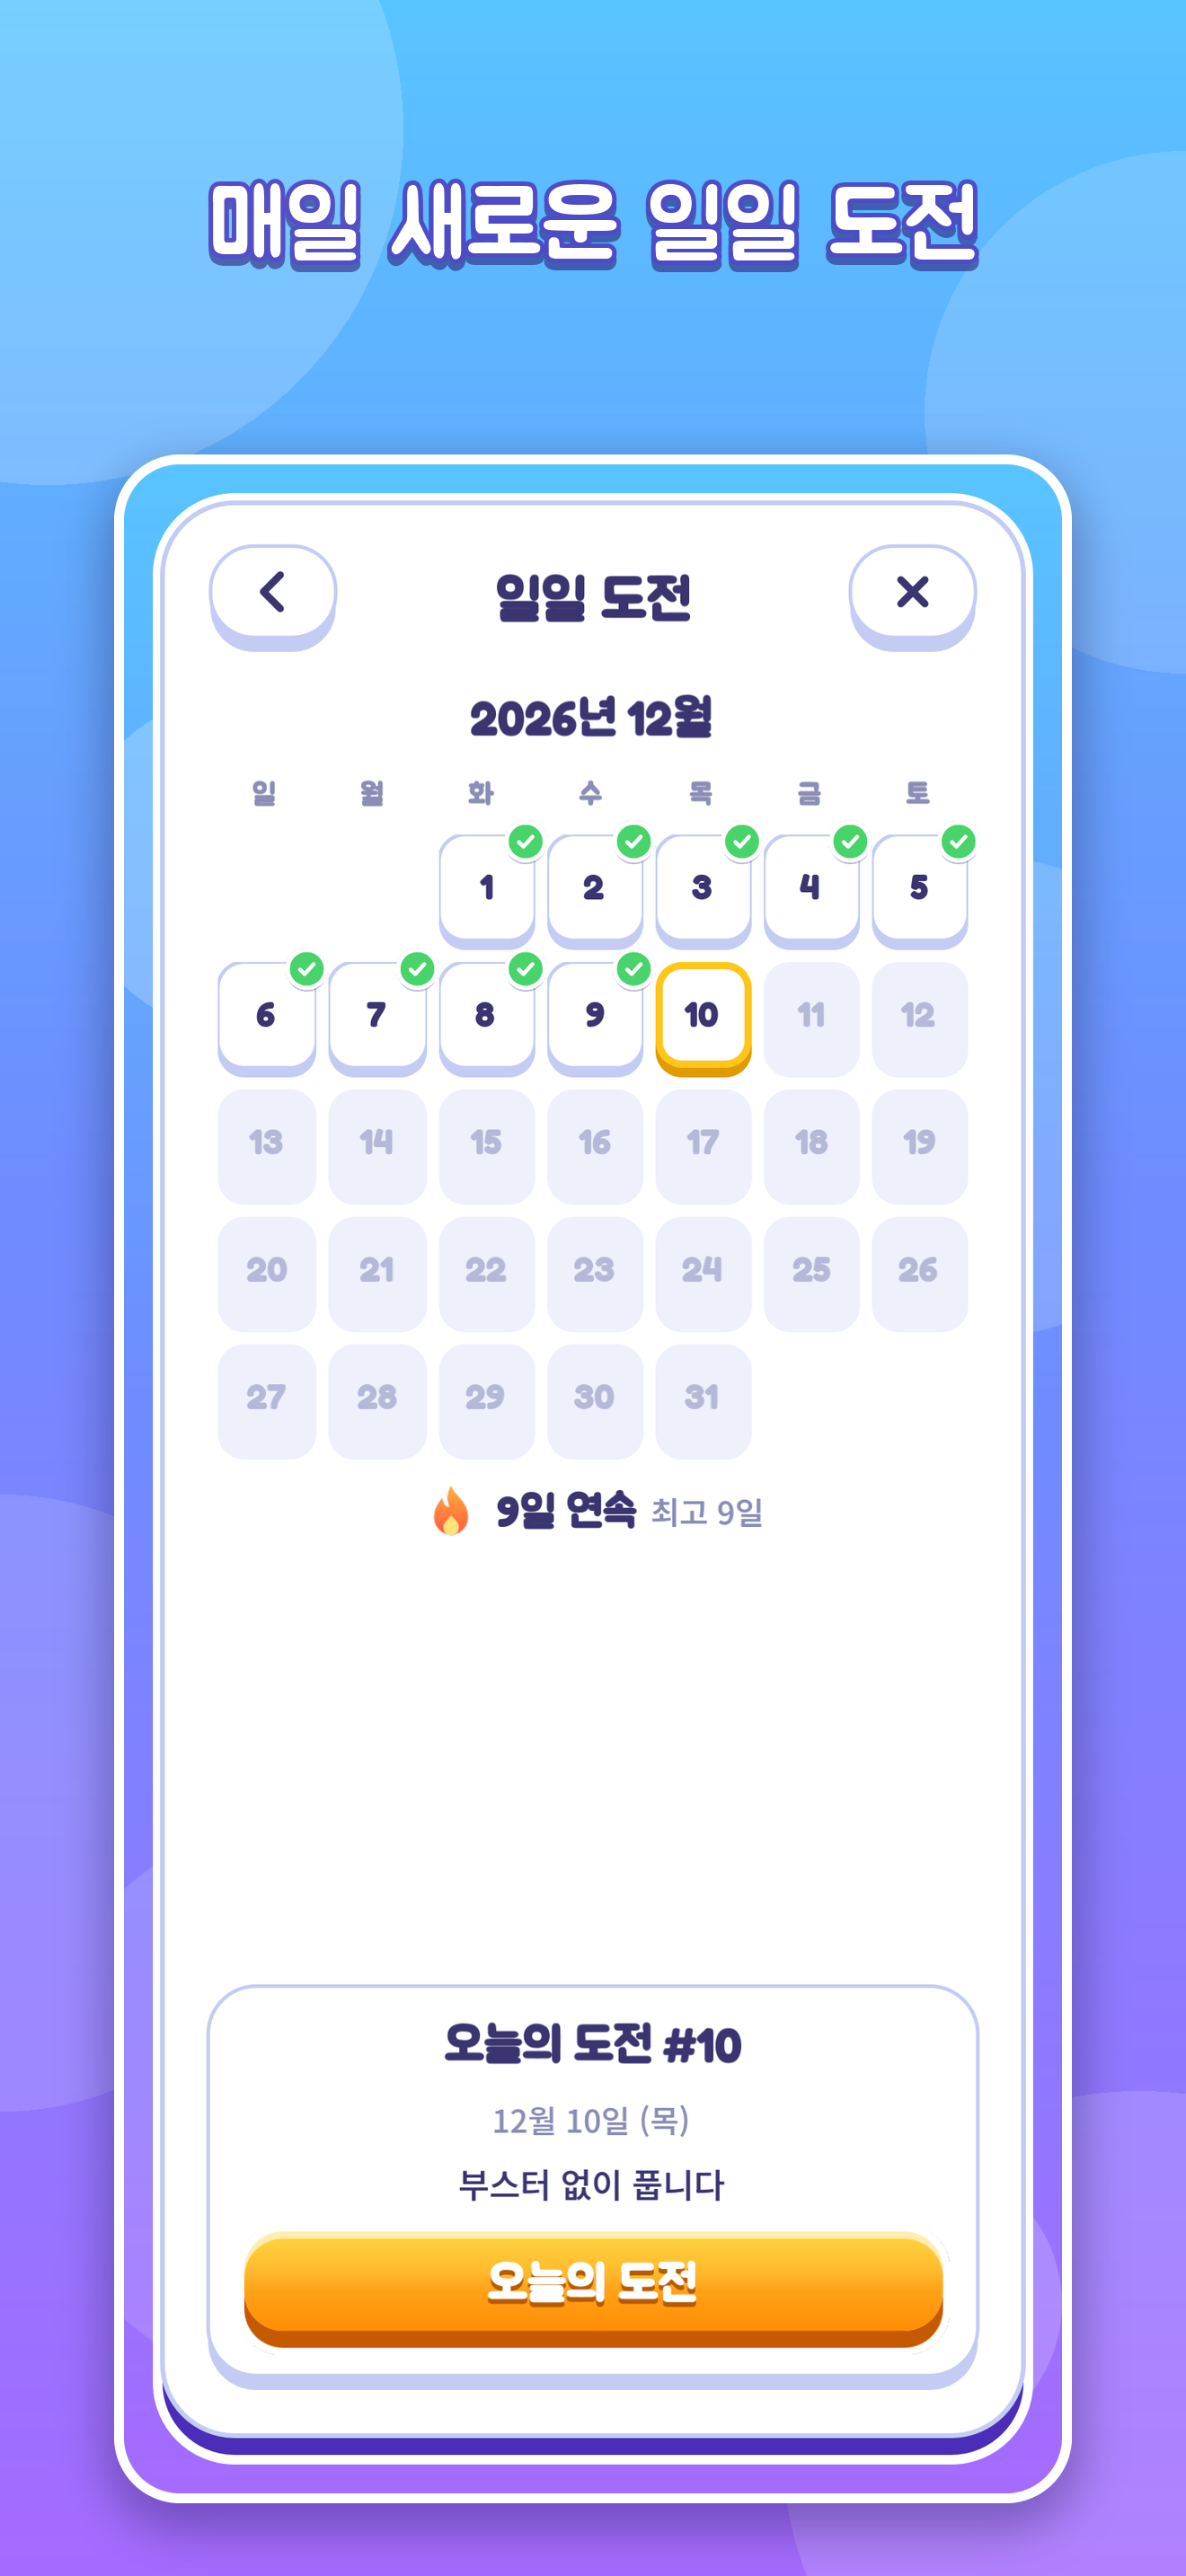 매일 새로운 일일 도전
일일 도전
2026년 12월
일 월 화 수 목 금 토
1 2 3 4 5
6 7 8 9 10 11 12
13 14 15 16 17 18 19
20 21 22 23 24 25 26
27 28 29 30 31
9일 연속 최고 9일
오늘의 도전 #10
12월 10일 (목)
부스터 없이 풉니다
오늘의 도전